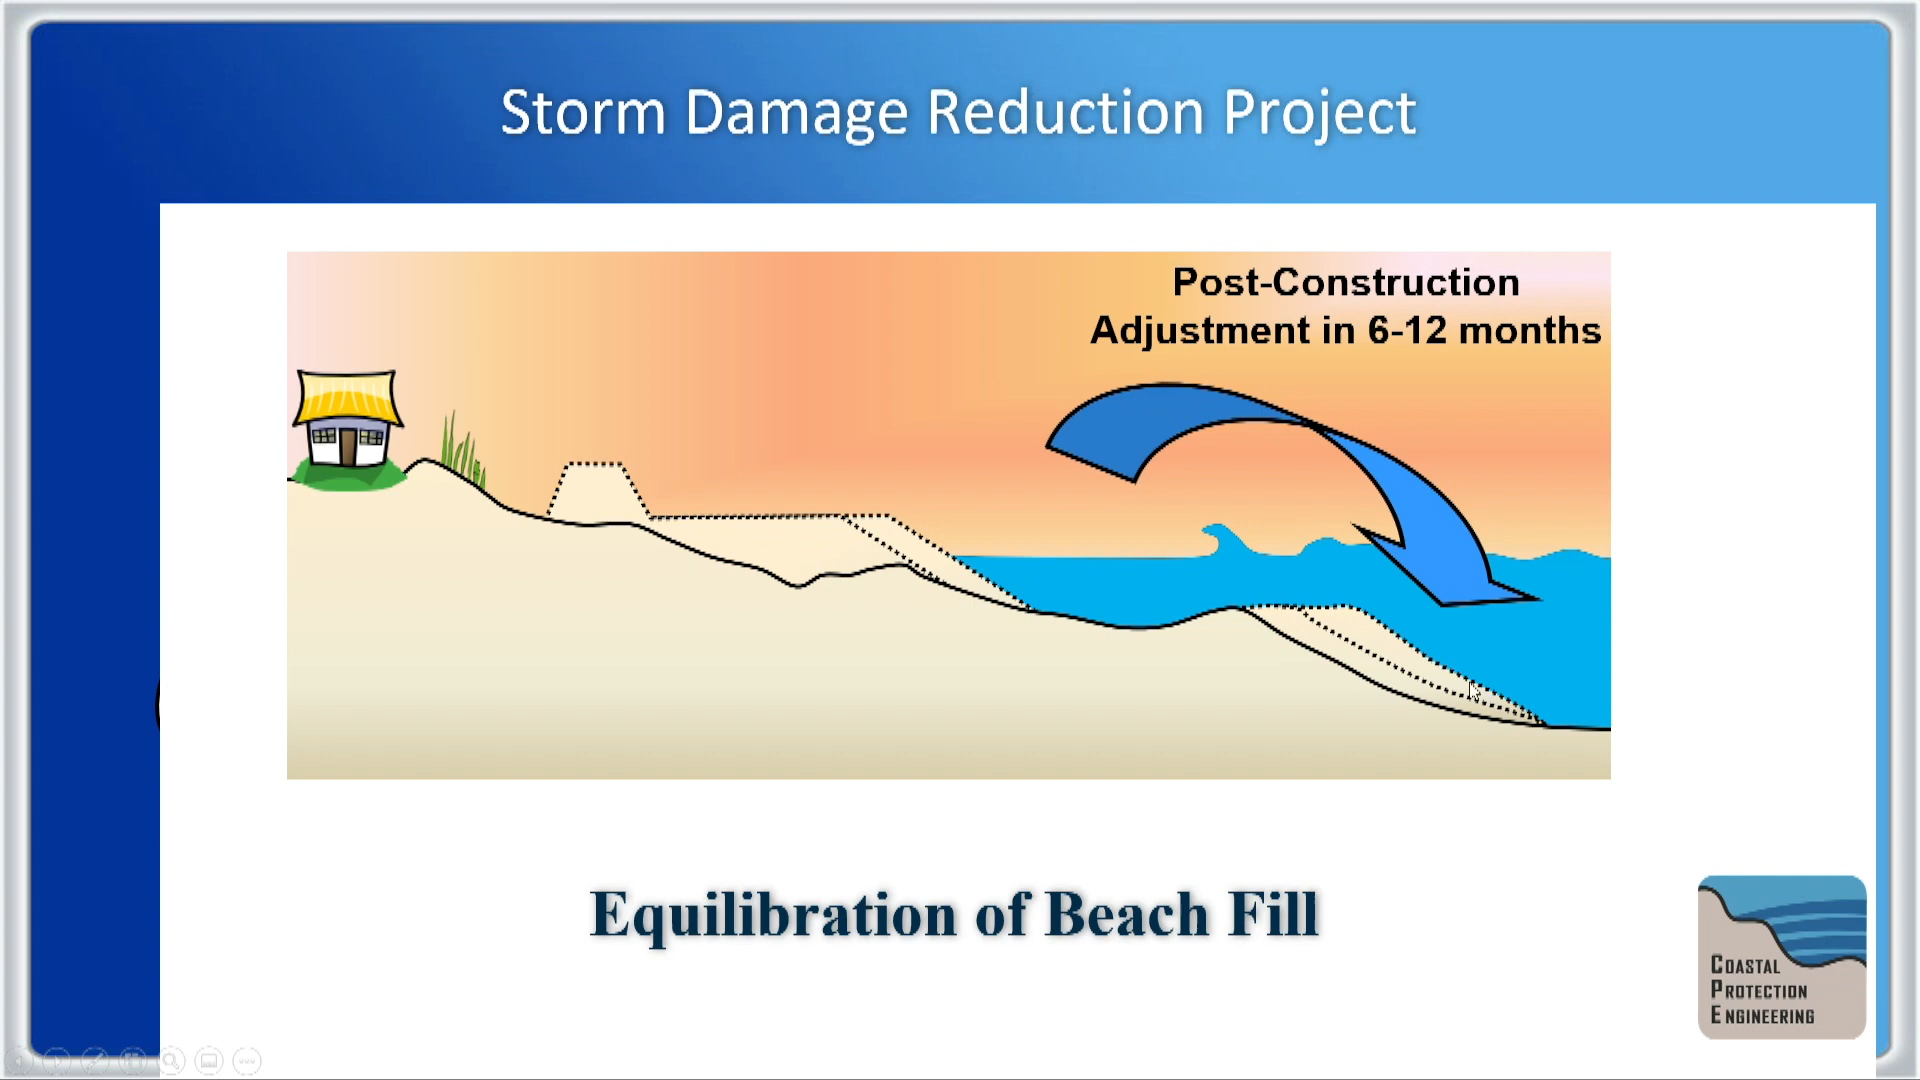 Storm Damage Reduction Project
Post-Construction
Adjustment in 6-12 months
Equilibration of Beach Fill
COASTAL
PROTECTION
ENGINEERING